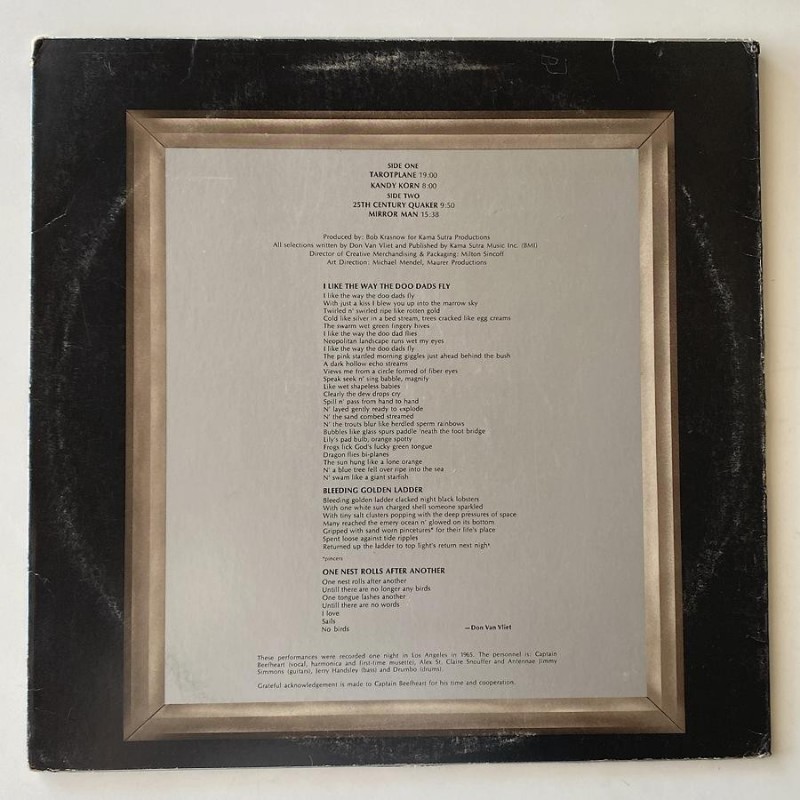 SIDE ONE
TAROTPLANE 19:00
KANDY KORN 8:00
SIDE TWO
25TH CENTURY QUAKER 9:50
MIRROR MAN 15:38
Produced by: Bob Krasnow for Kama Sutra Productions
All selections written by Don Van Vliet and Published by Kama Sutra Music Inc. (BMI)
Director of Creative Merchandising & Packaging: Milton Sincoff
Art Direction: Michael Mendel, Maurer Productions
I LIKE THE WAY THE DOO DADS FLY
I like the way the doo dads fly
With just a kiss I blew you up into the marrow sky
Twirled n' swirled ripe like rotten gold
Cold like silver in a bed stream, trees cracked like egg creams
The swarm wet green fingery hives
I like the way the doo dad flies
Neopolitan landscape runs wet my eyes
I like the way the doo dads fly
The pink startled morning giggles just ahead behind the bush
A dark hollow echo streams
Views me from a circle formed of fiber eyes
Speak seek n' sing babble, magnify
Like wet shapeless babies
Clearly the dew drops cry
Spill n' pass from hand to hand
N' layed gently ready to explode
N' the sand combed streamed
N' the trouts blur like herdled sperm rainbows
Bubbles like glass spurs paddle 'neath the foot bridge
Lily's pad bulb, orange spotty
Frogs lick God's lucky green tongue
Dragon flies bi-planes
The sun hung like a lone orange
N' a blue tree fell over ripe into the sea
N' swam like a giant starfish
BLEEDING GOLDEN LADDER
Bleeding golden ladder clacked night black lobsters
With one white sun charged shell someone sparkled
With tiny salt clusters popping with the deep pressures of space
Many reached the emery ocean n' glowed on its bottom
Gripped with sand worn pincetures* for their life's place
Spent loose against tide ripples
Returned up the ladder to top light's return next night
*pincers
ONE NEST ROLLS AFTER ANOTHER
One nest rolls after another
Untill there are no longer any birds
One tongue lashes another
Untill there are no words
I love
Sails
No birds —Don Van Vliet
These performances were recorded one night in Los Angeles in 1965. The personnel is: Captain
Beefheart (vocal, harmonica and first-time musette), Alex St. Claire Snouffer and Antennae Jimmy
Simmons (guitar), Jerry Handsley (bass) and Drumbo (drums).
Grateful acknowledgement is made to Captain Beefheart for his time and cooperation.